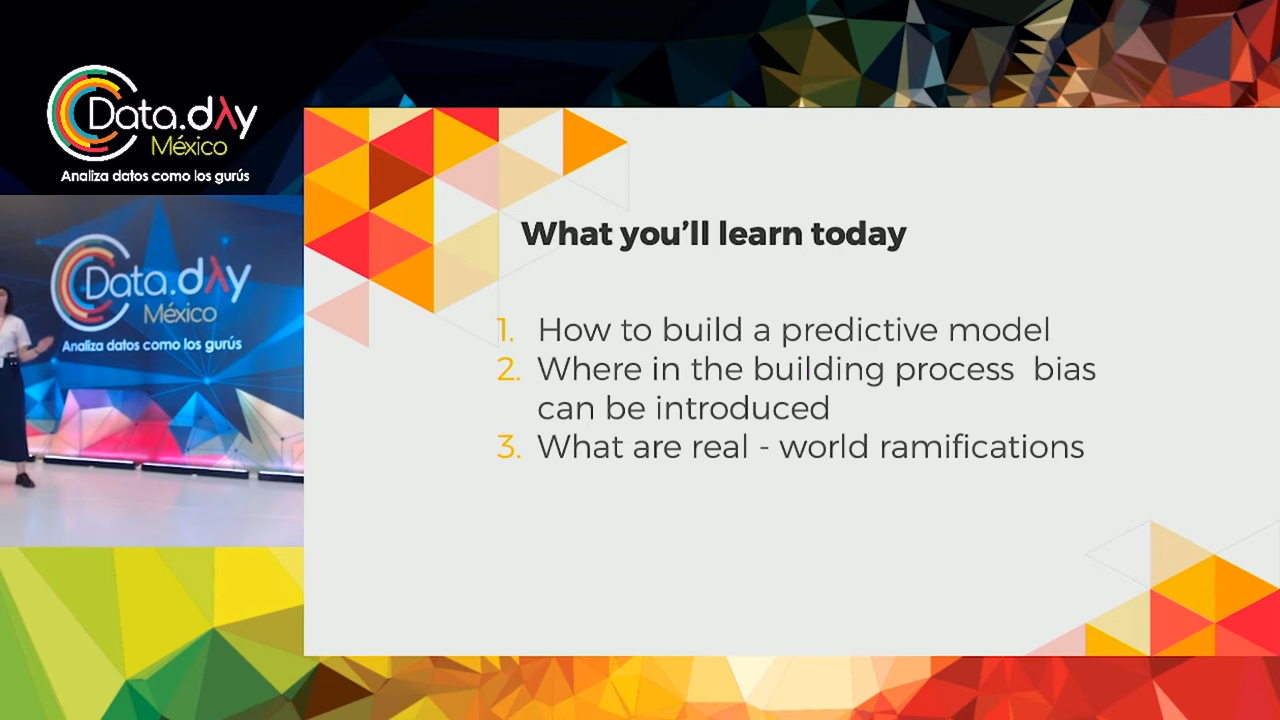 Data.dλy
México
Analiza datos como los gurús
Data.dλy
México
Analiza datos como los gurús
What you’ll learn today
1. How to build a predictive model
2. Where in the building process  bias
can be introduced
3. What are real - world ramifications